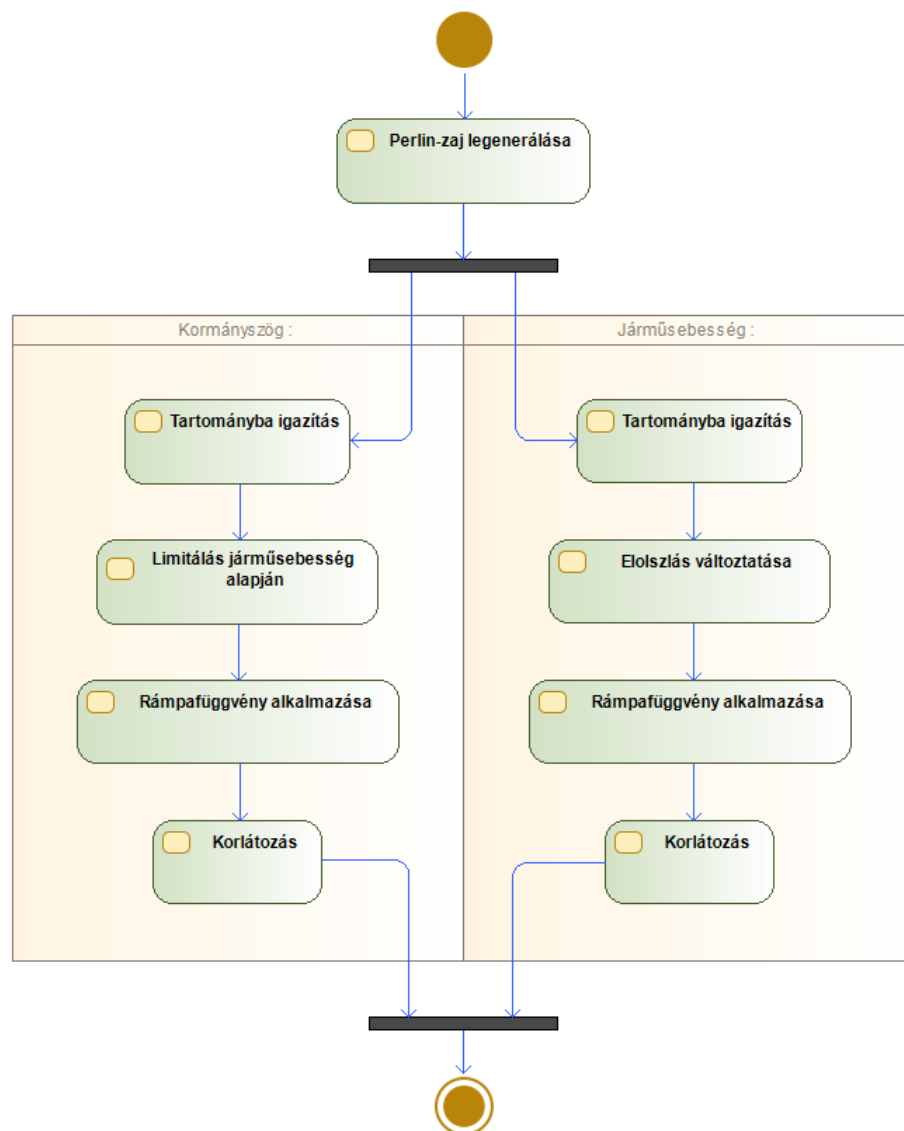 Perlin-zaj legenerálása
Kormányszög :
Járműsebesség :
Tartományba igazítás
Tartományba igazítás
Limitálás járműsebesség
alapján
Elolszlás változtatása
Rámpafüggvény alkalmazása
Rámpafüggvény alkalmazása
Korlátozás
Korlátozás